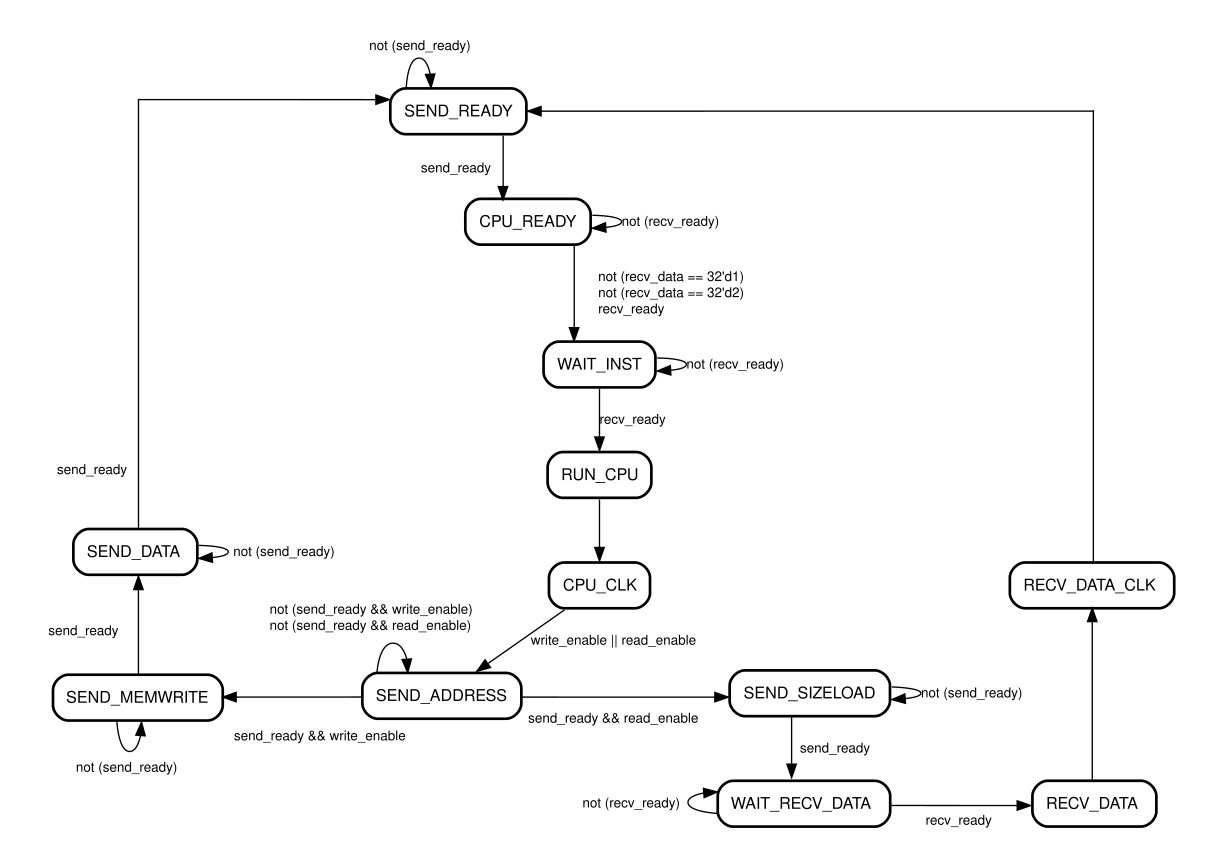 not (send_ready)
SEND_READY
send_ready
CPU_READY
not (recv_ready)
not (recv_data == 32'd1)
not (recv_data == 32'd2)
recv_ready
WAIT_INST
not (recv_ready)
recv_ready
RUN_CPU
send_ready
SEND_DATA
not (send_ready)
CPU_CLK
RECV_DATA_CLK
not (send_ready && write_enable)
not (send_ready && read_enable)
send_ready
write_enable || read_enable
SEND_MEMWRITE
SEND_ADDRESS
SEND_SIZELOAD
not (send_ready)
send_ready && read_enable
send_ready && write_enable
send_ready
not (send_ready)
not (recv_ready)
WAIT_RECV_DATA
RECV_DATA
recv_ready